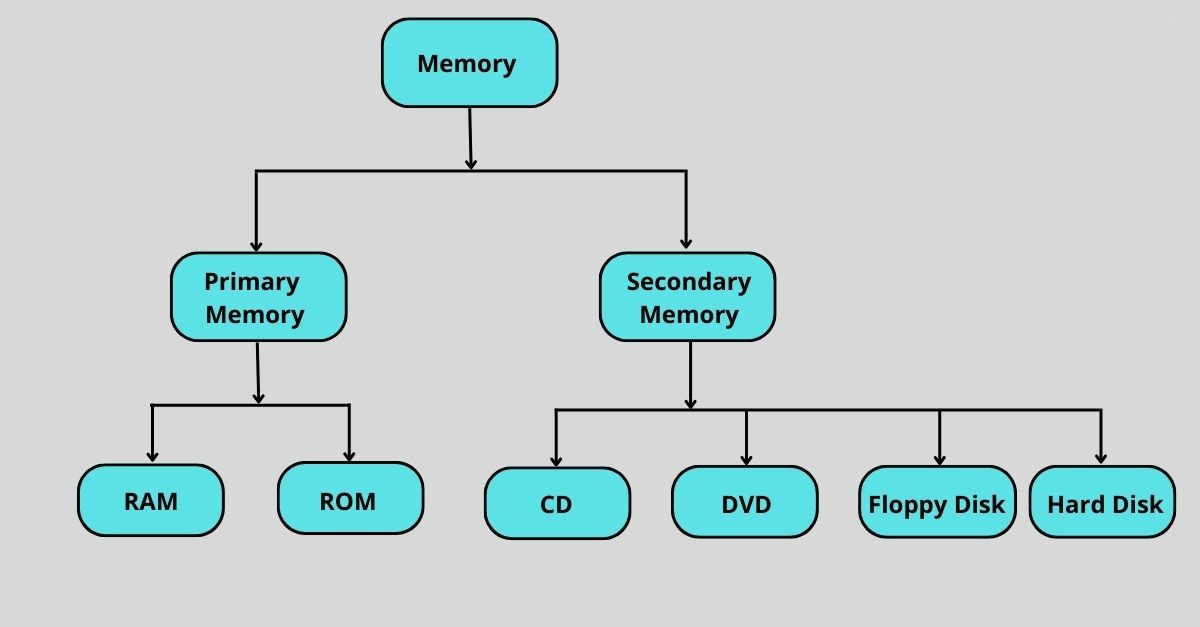 Memory
Primary
Memory
Secondary
Memory
RAM
ROM
CD
DVD
Floppy Disk
Hard Disk